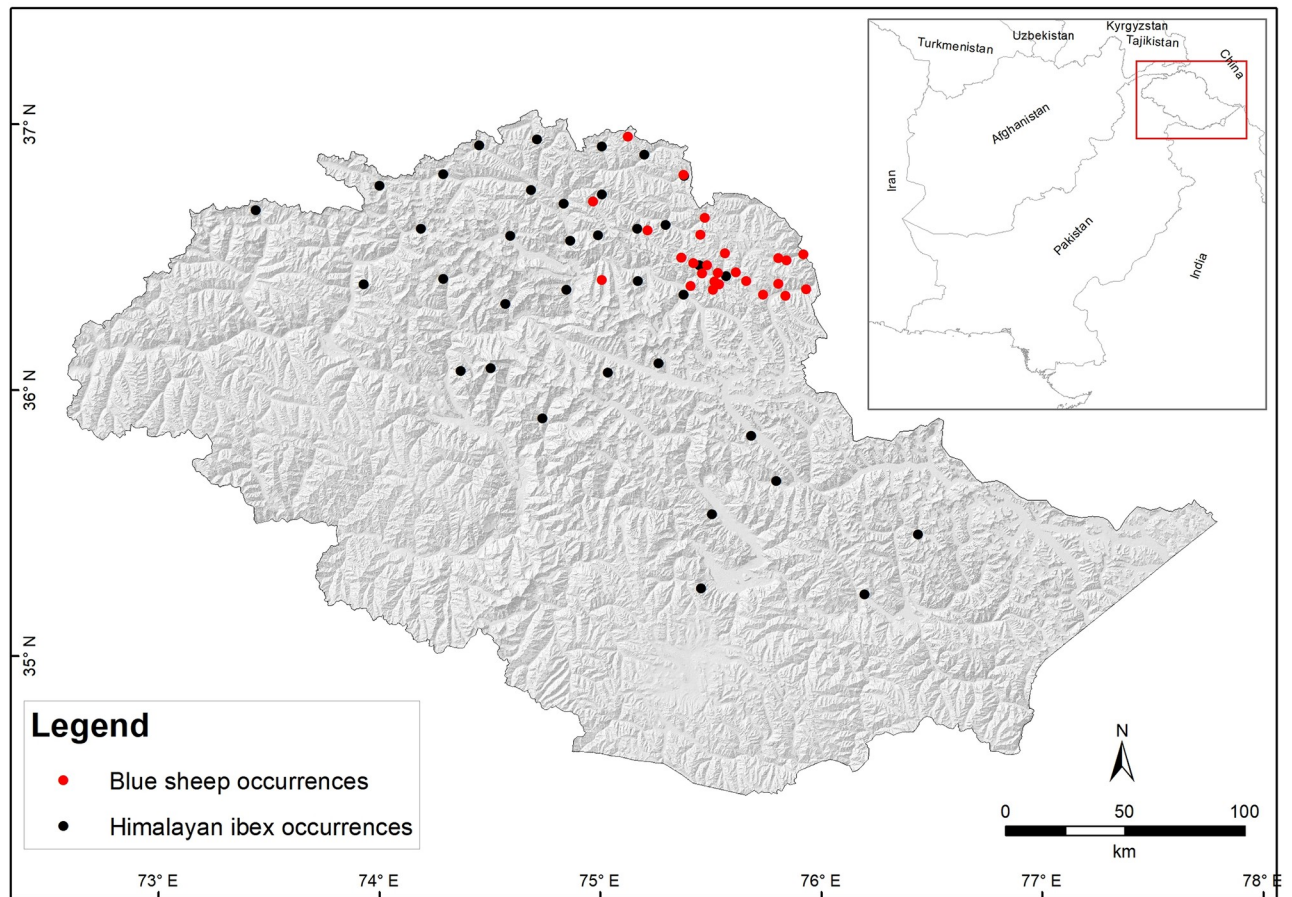 Kyrgyzstan
Uzbekistan
Tajikistan
Turkmenistan
China
Afghanistan
Iran
Pakistan
India
37° N
36° N
35° N
Legend
Blue sheep occurrences
Himalayan ibex occurrences
N
0 50 100
km
73° E 74° E 75° E 76° E 77° E 78° E